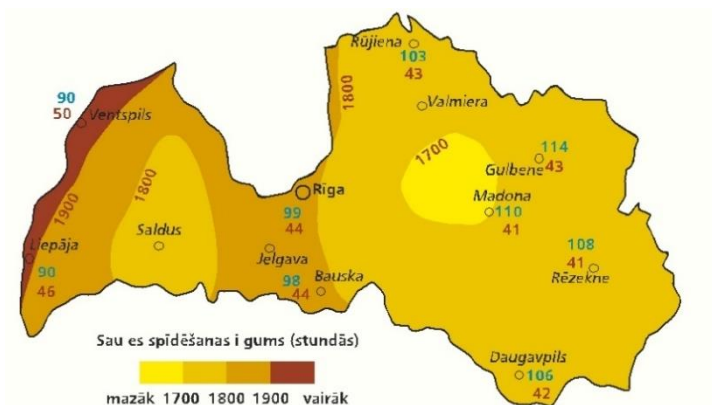 Rūjiena
103
43
1800
90
50
Ventspils
Valmiera
1700
114
Gulbene
43
1800
Madona
110
41
Rīga
1900
99
44
Saldus
108
41
Rēzekne
Liepāja
90
46
Jelgava
98
44
Bauska
Sau es spīdēšanas i gums (stundās)
Daugavpils
106
42
mazāk 1700 1800 1900 vairāk